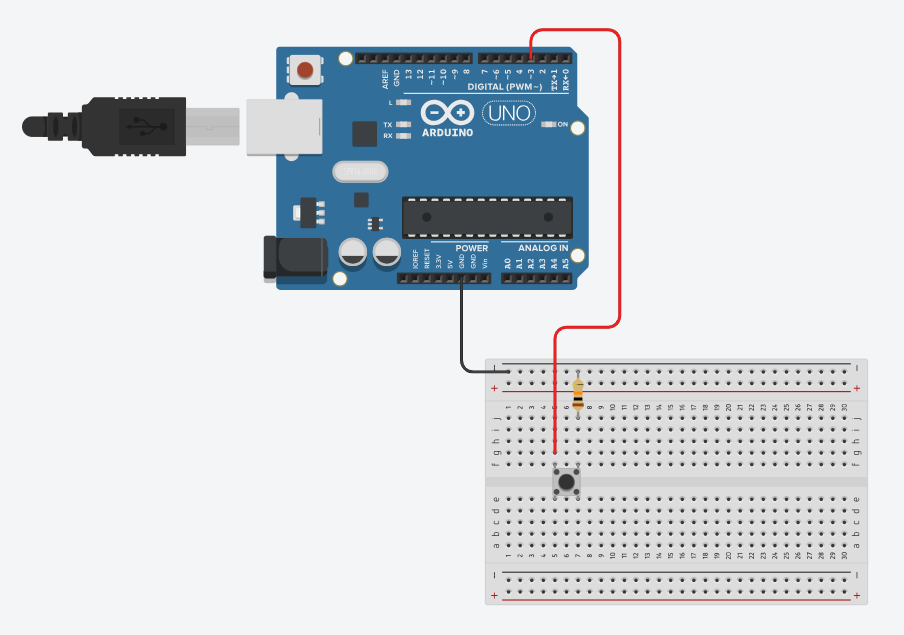 AREF
GND
13
12
~11
~10
~9
8
7
~6
~5
4
~3
2
TX→1
RX←0
DIGITAL (PWM~)
L
TX
RX
ARDUINO
UNO
ON
POWER
ANALOG IN
IOREF
RESET
3.3V
5V
GND
GND
Vin
A0
A1
A2
A3
A4
A5
− −
+ +
1 2 3 4 5 6 8 9 10 11 12 13 14 15 16 17 18 19 20 21 22 23 24 25 26 27 28 29 30
j j
i i
h h
g g
f f
e e
d d
c c
b b
a a
1 2 3 4 5 6 7 8 9 10 11 12 13 14 15 16 17 18 19 20 21 22 23 24 25 26 27 28 29 30
− −
+ +